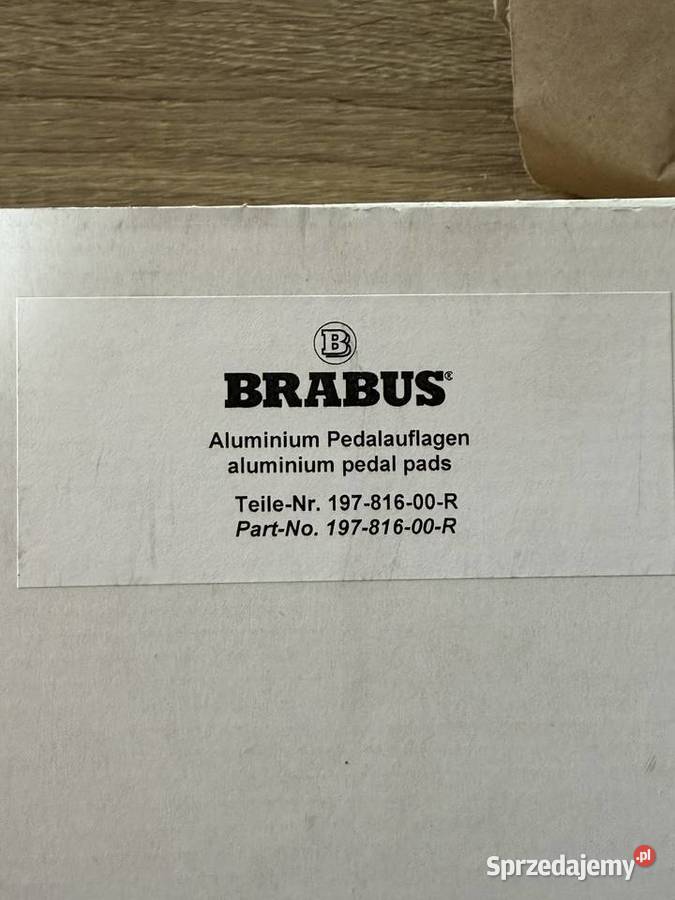 B
BRABUS®
Aluminium Pedalauflagen
aluminium pedal pads
Teile-Nr. 197-816-00-R
Part-No. 197-816-00-R
Sprzedajemy.pl